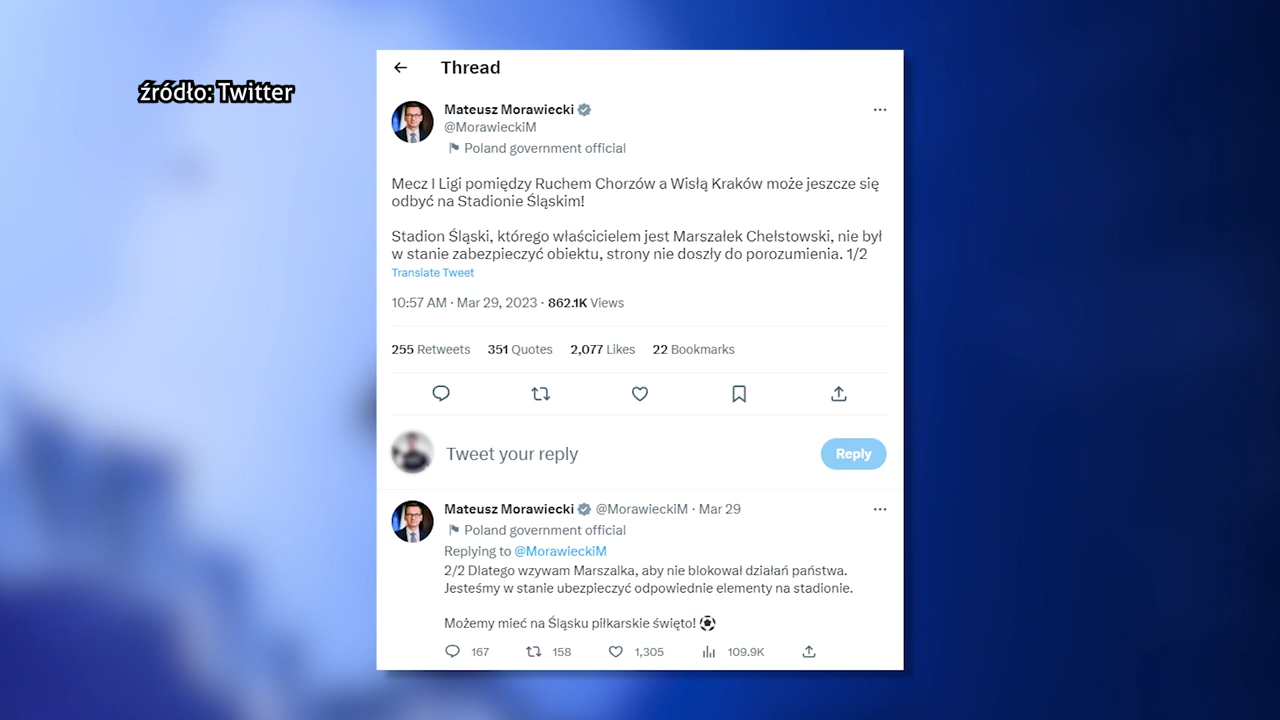 źródło: Twitter
Thread
Mateusz Morawiecki
@MorawieckiM
Poland government official
Mecz I Ligi pomiędzy Ruchem Chorzów a Wisłą Kraków może jeszcze się
odbyć na Stadionie Śląskim!
Stadion Śląski, którego właścicielem jest Marszałek Chełstowski, nie był
w stanie zabezpieczyć obiektu, strony nie doszły do porozumienia. 1/2
Translate Tweet
10:57 AM · Mar 29, 2023 · 862.1K Views
255 Retweets 351 Quotes 2,077 Likes 22 Bookmarks
Tweet your reply
Reply
Mateusz Morawiecki @MorawieckiM · Mar 29
Poland government official
Replying to @MorawieckiM
2/2 Dlatego wzywam Marszalka, aby nie blokował działań państwa.
Jesteśmy w stanie ubezpieczyć odpowiednie elementy na stadionie.
Możemy mieć na Śląsku piłkarskie święto! ⚽
167 158 1,305 109.9K